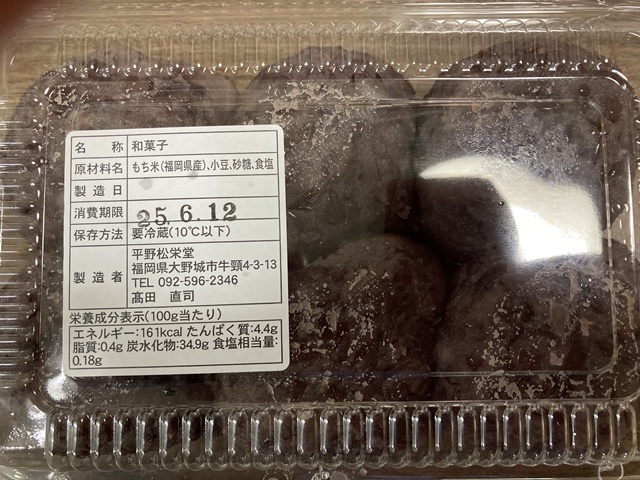 名 称 和菓子
原材料名 もち米(福岡県産)、小豆、砂糖、食塩
製造日
消費期限 25.6.12
保存方法 要冷蔵(10℃以下)
製造者 平野松栄堂
福岡県大野城市牛頸4-3-13
TEL 092-596-2346
髙田 直司
栄養成分表示(100g当たり)
エネルギー:161kcal たんぱく質:4.4g
脂質:0.4g 炭水化物:34.9g 食塩相当量:
0.18g